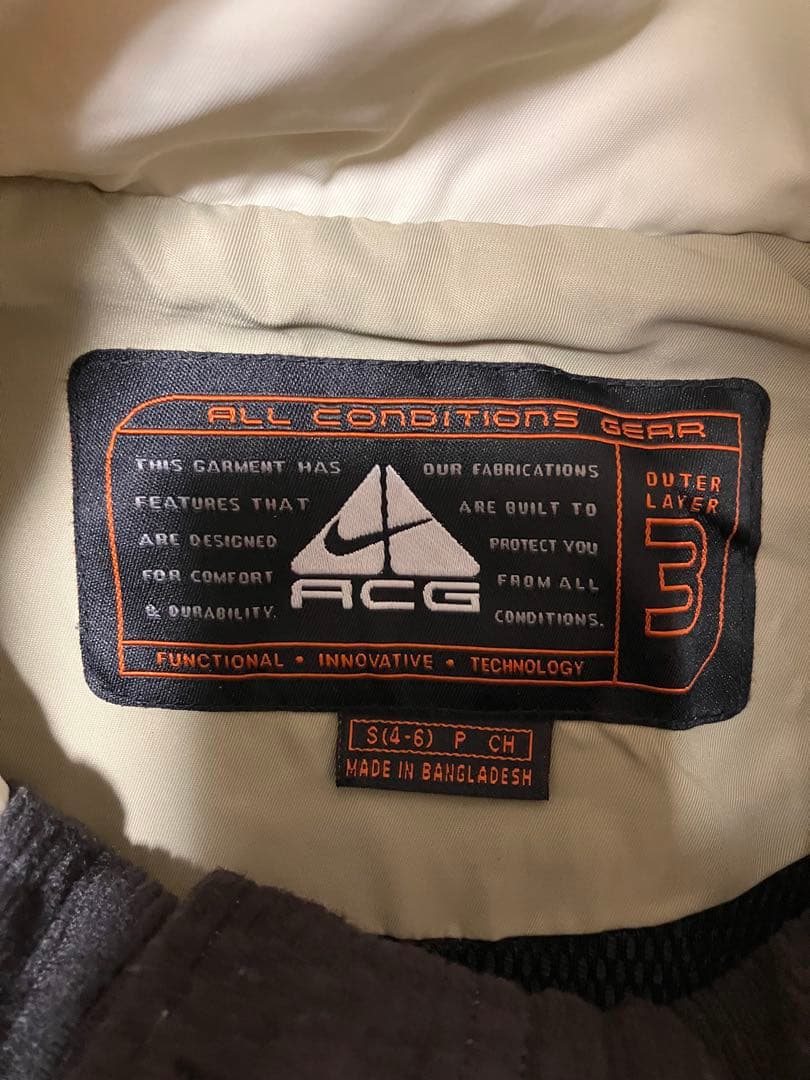 ALL CONDITIONS GEAR
THIS GARMENT HAS
FEATURES THAT
ARE DESIGNED
FOR COMFORT
& DURABILITY.
ACG
OUR FABRICATIONS
ARE BUILT TO
PROTECT YOU
FROM ALL
CONDITIONS.
OUTER
LAYER
3
FUNCTIONAL • INNOVATIVE • TECHNOLOGY
S(4-6) P CH
MADE IN BANGLADESH